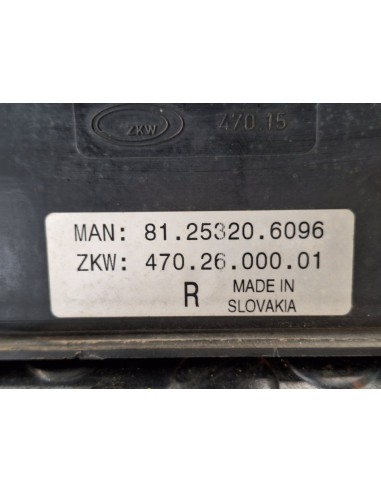 ZKW
470 15
MAN: 81.25320.6096
ZKW: 470.26.000.01
R
MADE IN
SLOVAKIA